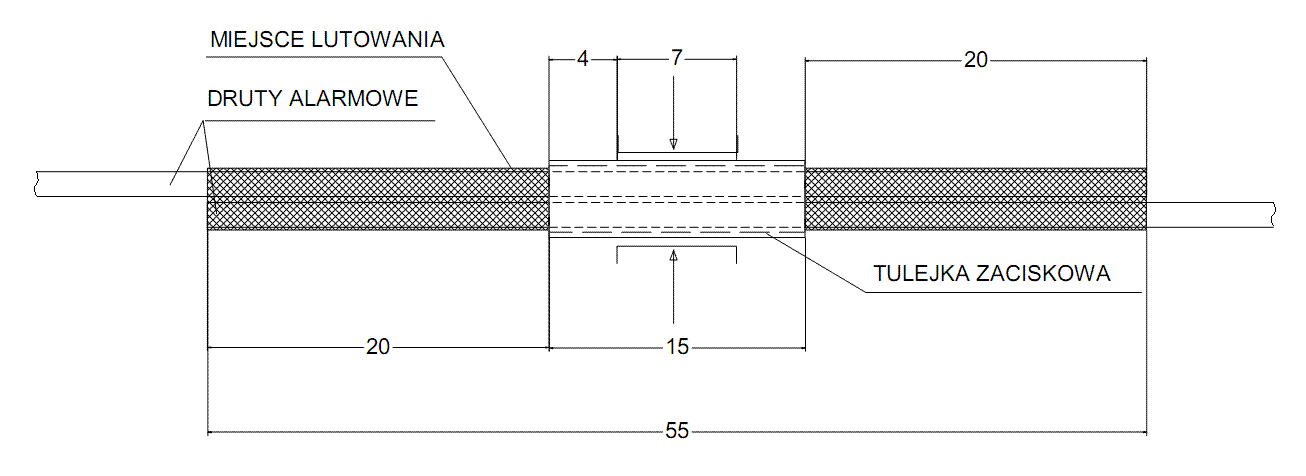 MIEJSCE LUTOWANIA
4
7
20
DRUTY ALARMOWE
TULEJKA ZACISKOWA
20
15
55